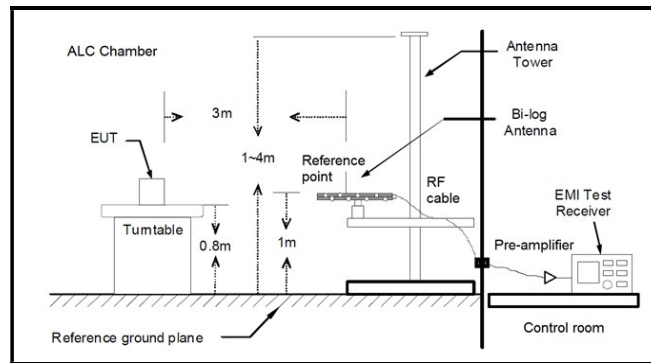 ALC Chamber
Antenna
Tower
3m
Bi-log
Antenna
EUT
1~4m
Reference
point
RF
cable
EMI Test
Receiver
Turntable
0.8m
1m
Pre-amplifier
Reference ground plane
Control room